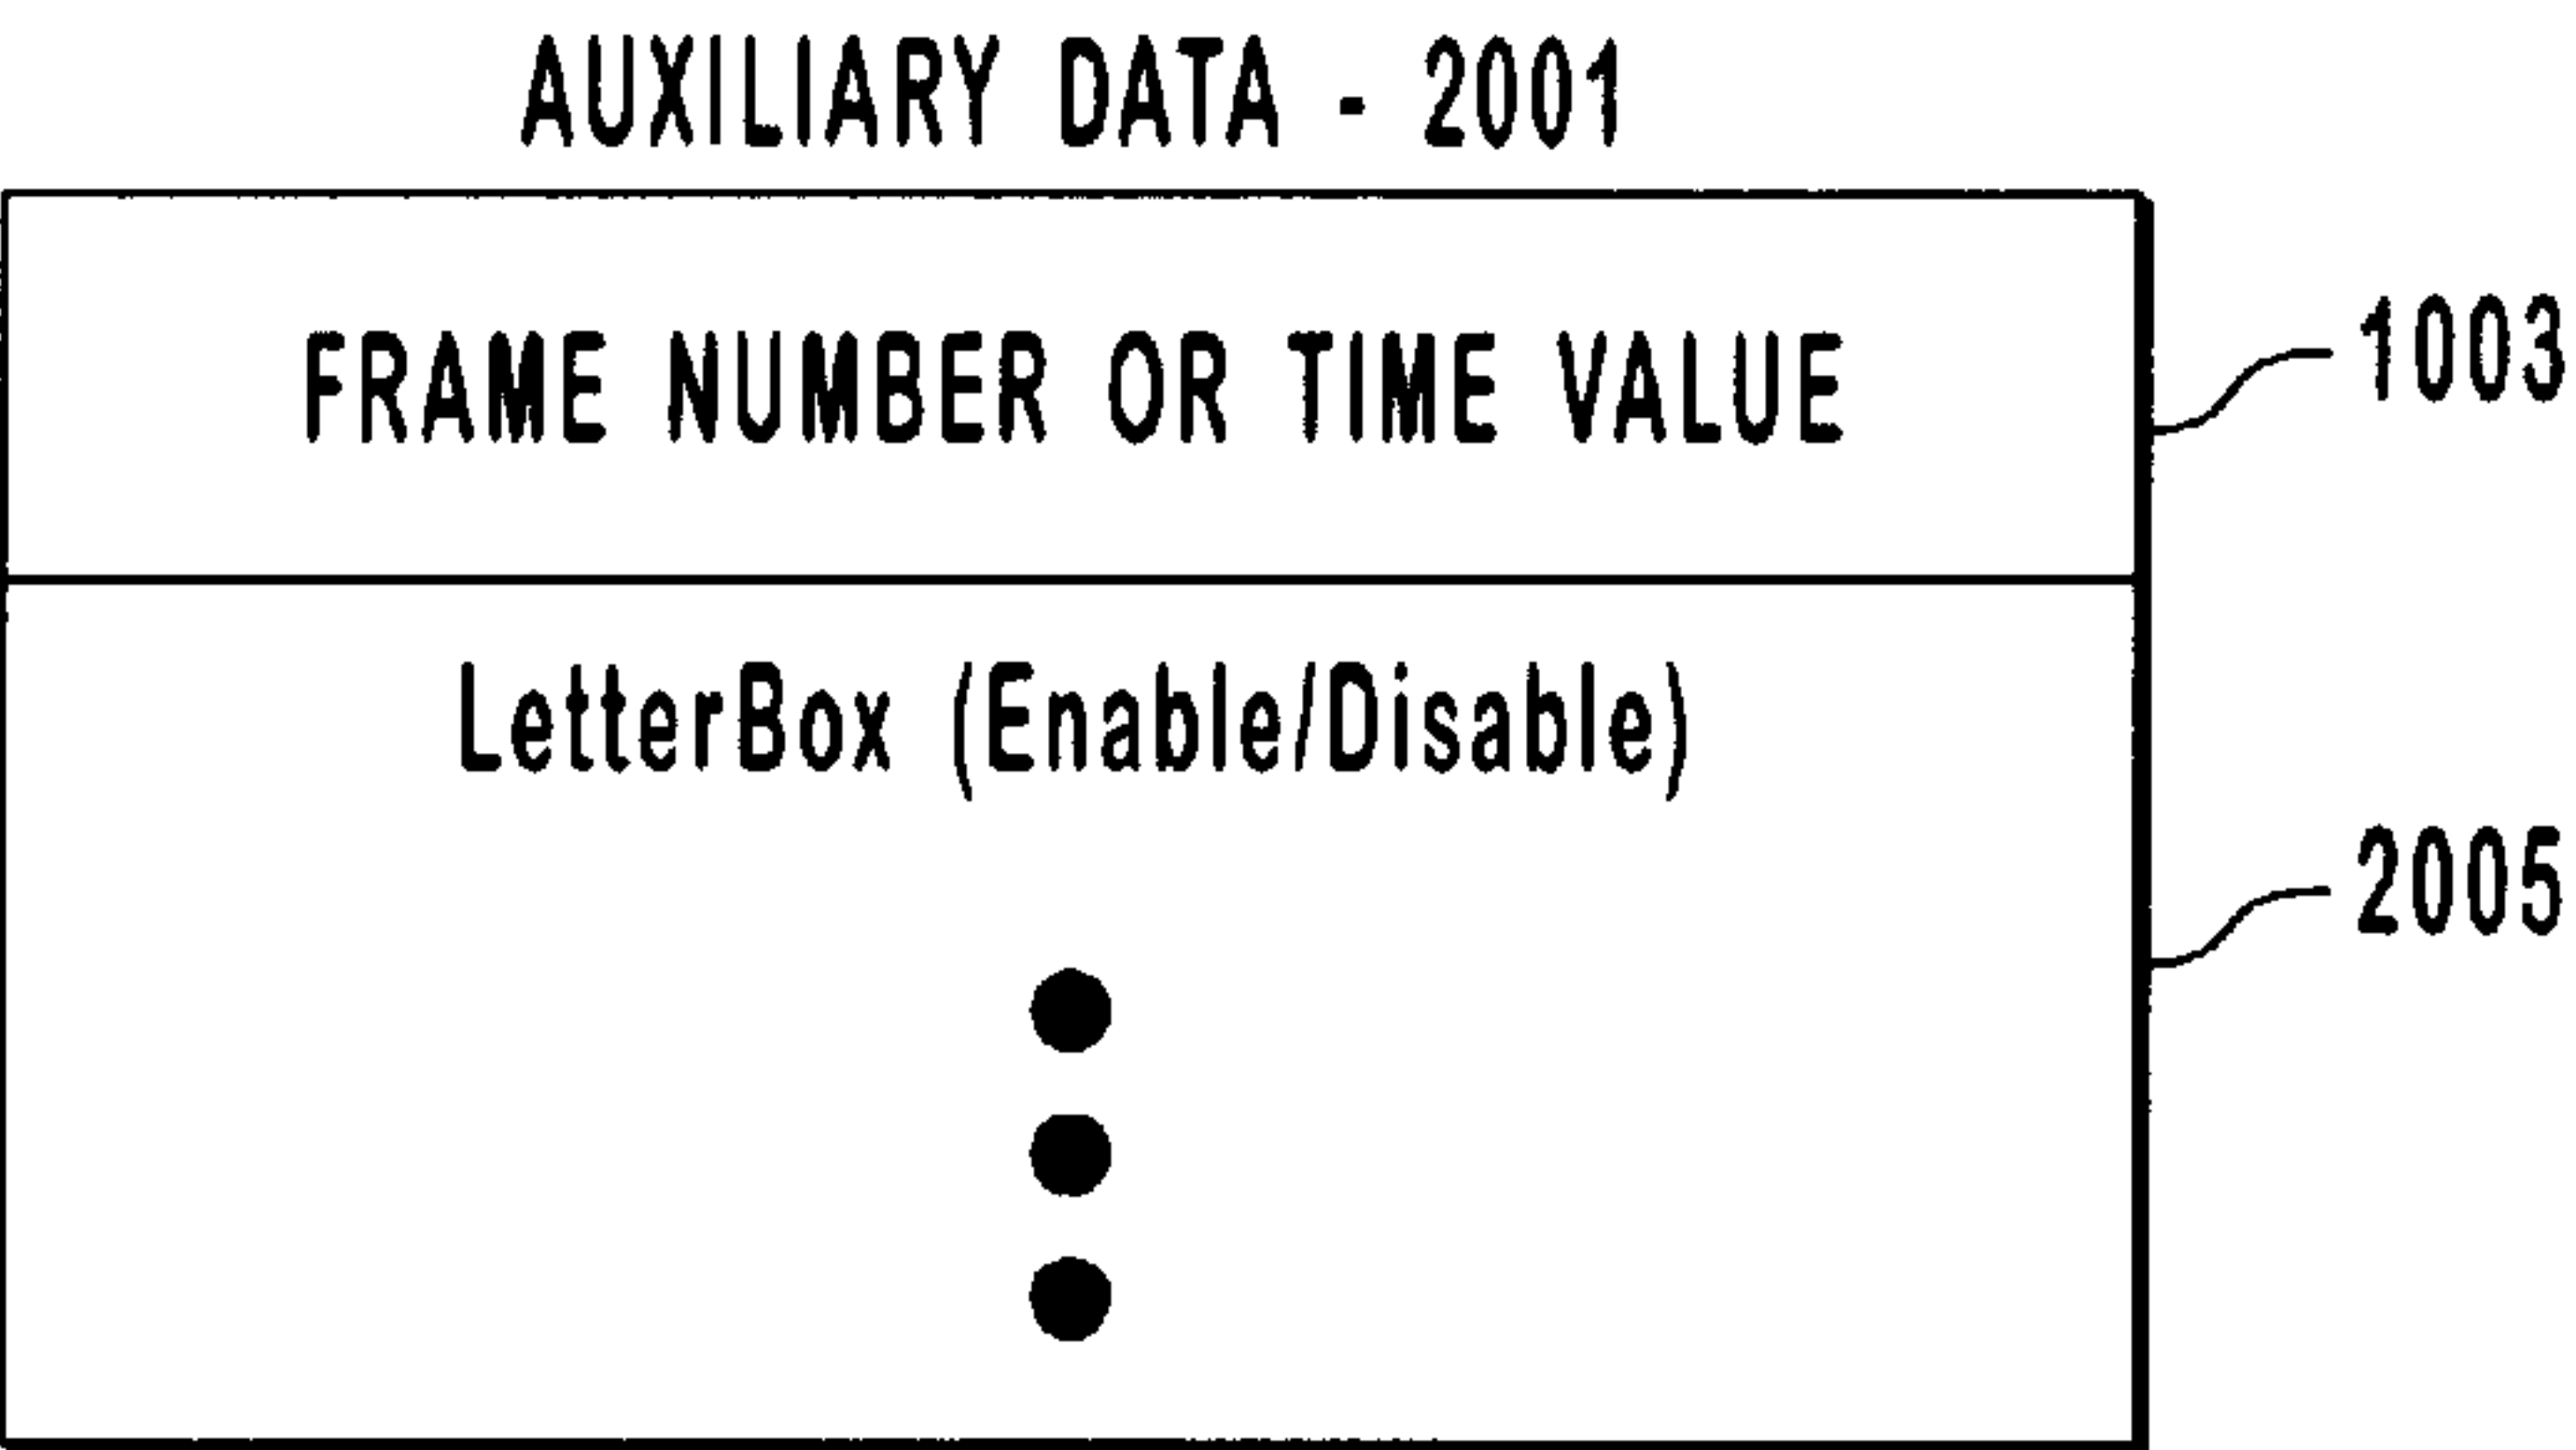 AUXILIARY DATA - 2001
FRAME NUMBER OR TIME VALUE
1003
LetterBox (Enable/Disable)
2005